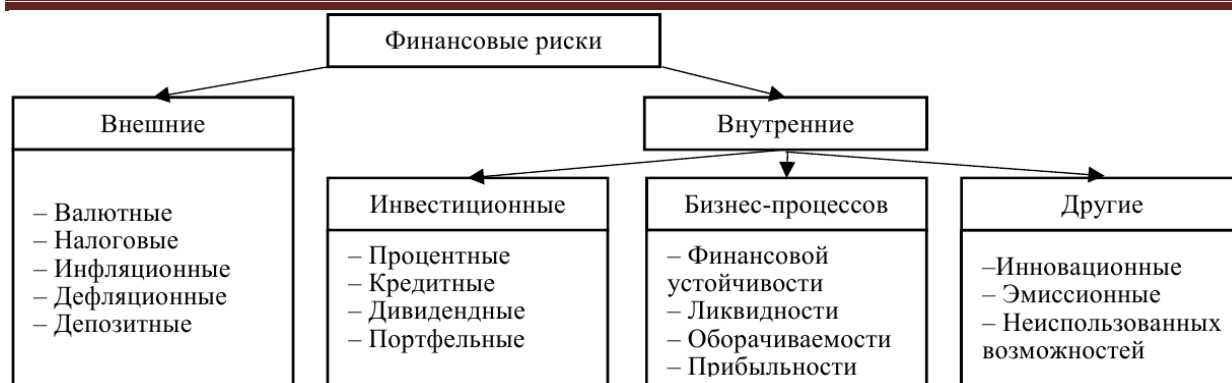 Финансовые риски
Внешние
– Валютные
– Налоговые
– Инфляционные
– Дефляционные
– Депозитные
Внутренние
Инвестиционные
– Процентные
– Кредитные
– Дивидендные
– Портфельные
Бизнес-процессов
– Финансовой
устойчивости
– Ликвидности
– Оборачиваемости
– Прибыльности
Другие
–Инновационные
– Эмиссионные
– Неиспользованных
возможностей